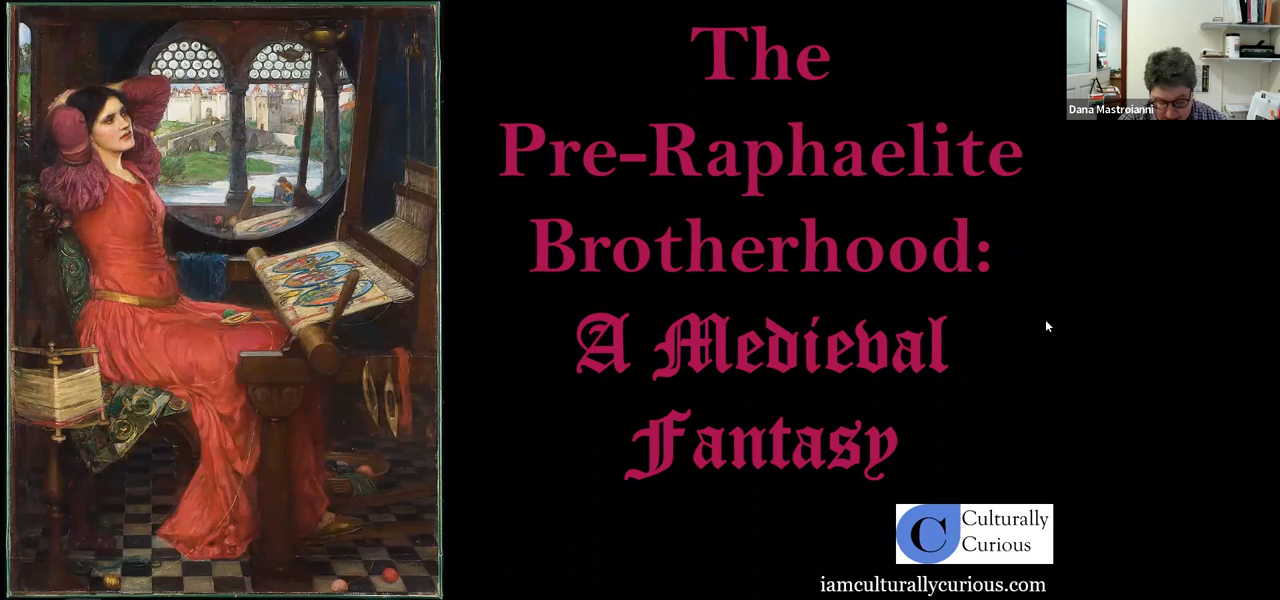 The
Pre-Raphaelite
Brotherhood:
A Medieval
Fantasy
Dana Mastroianni
C
Culturally
Curious
iamculturallycurious.com